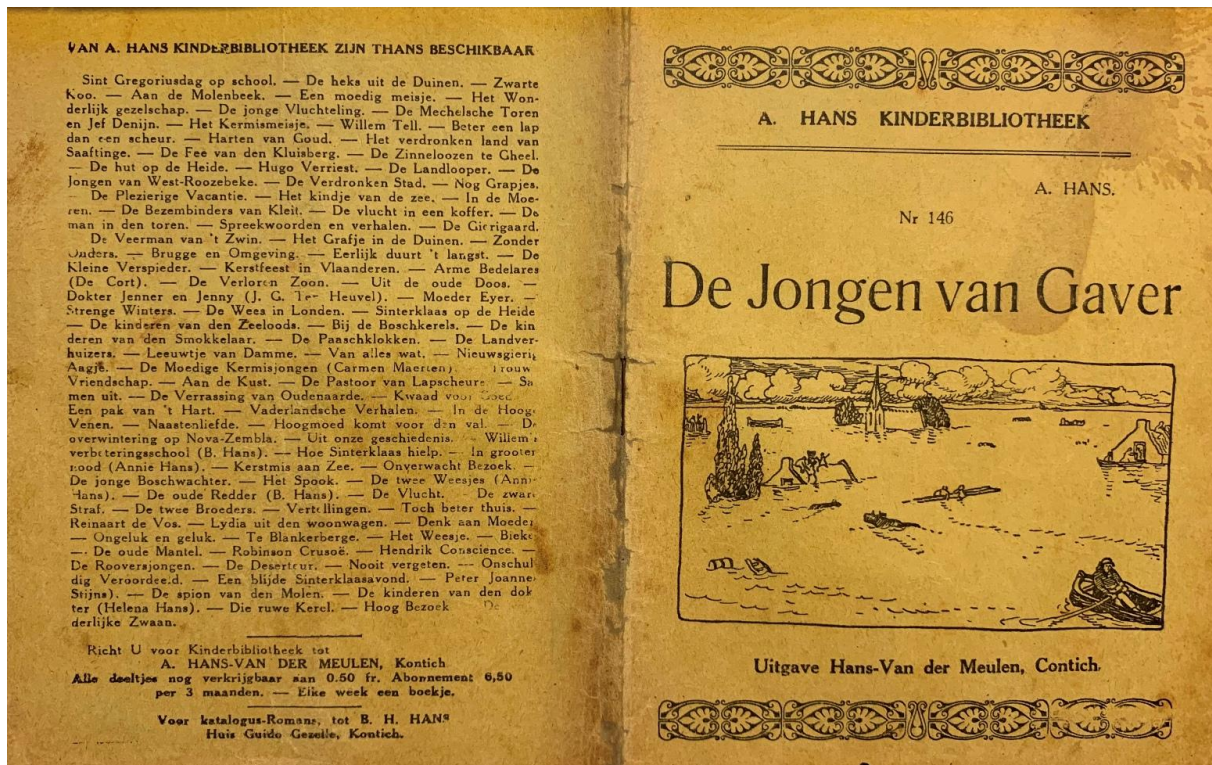 VAN A. HANS KINDERBIBLIOTHEEK ZIJN THANS BESCHIKBAAR
Sint Gregoriusdag op school. — De heks uit de Duinen. — Zwarte
Koo. — Aan de Molenbeek. — Een moedig meisje. — Het Won-
derlijk gezelschap. — De jonge Vluchteling. — De Mechelsche Toren
en Jef Denijn. — Het Kermismeisje. — Willem Tell. — Beter een lap
dan een scheur. — Harten van Goud. — Het verdronken land van
Saaftinge. — De Fee van den Kluisberg. — De Zinneloozen te Gheel.
— De hut op de Heide. — Hugo Verriest. — De Landlooper. — De
Jongen van West-Roozebeke. — De Verdronken Stad. — Nog Grapjes.
De Plezierige Vacantie. — Het kindje van de zee. — In de Moe-
ren. — De Bezembinders van Kleit. — De vlucht in een koffer. — De
man in den toren. — Spreekwoorden en verhalen. — De Gierigaard.
De Veerman van 't Zwin. — Het Grafje in de Duinen. — Zonder
Ouders. — Brugge en Omgeving. — Eerlijk duurt 't langst. — De
Kleine Verspieder. — Kerstfeest in Vlaanderen. — Arme Bedelares
(De Cort). — De Verloren Zoon. — Uit de oude Doos. —
Dokter Jenner en Jenny (J. G. Ter Heuvel). — Moeder Eyer. —
Strenge Winters. — De Wees in Londen. — Sinterklaas op de Heide
— De kinderen van den Zeeloods. — Bij de Boschkerels. — De kin
deren van den Smokkelaar. — De Paaschklokken. — De Landver-
huizers. — Leeuwtje van Damme. — Van alles wat. — Nieuwsgierig
Aagje. — De Moedige Kermisjongen (Carmen Maerten). Trouw
Vriendschap. — Aan de Kust. — De Pastoor van Lapscheure. — Sa
men uit. — De Verrassing van Oudenaarde. — Kwaad voor Goed
Een pak van 't Hart. — Vaderlandsche Verhalen. — In de Hooge
Venen. — Naastenliefde. — Hoogmoed komt voor den val. — De
overwintering op Nova-Zembla. — Uit onze geschiedenis. — Willem's
verbeteringsschool (B. Hans). — Hoe Sinterklaas hielp. — In grooten
nood (Annie Hans). — Kerstmis aan Zee. — Onverwacht Bezoek. —
De jonge Boschwachter. — Het Spook. — De twee Weesjes (Anni
Hans). — De oude Redder (B. Hans). — De Vlucht. De zware
Straf. — De twee Broeders. — Vertellingen. — Toch beter thuis. —
Reinaart de Vos. — Lydia uit den woonwagen. — Denk aan Moeder
— Ongeluk en geluk. — Te Blankerberge. — Het Weesje. — Bieke
— De oude Mantel. — Robinson Crusoë. — Hendrik Conscience. —
De Rooversjongen. — De Deserteur. — Nooit vergeten. — Onschul
dig Veroordeeld. — Een blijde Sinterklaasavond. — Peter Joanne
Stijns). — De spion van den Molen. — De kinderen van den dok
ter (Helena Hans). — Die ruwe Kerel. — Hoog Bezoek De
derlijke Zwaan.
Richt U voor Kinderbibliotheek tot
A. HANS-VAN DER MEULEN, Kontich
Alle deeltjes nog verkrijgbaar aan 0.50 fr. Abonnement 6,50
per 3 maanden. — Elke week een boekje.
Voor katalogus-Romans, tot B. H. HANS
Huis Guido Gezelle, Kontich.
A. HANS KINDERBIBLIOTHEEK
A. HANS.
Nr 146
De Jongen van Gaver
Uitgave Hans-Van der Meulen, Contich.